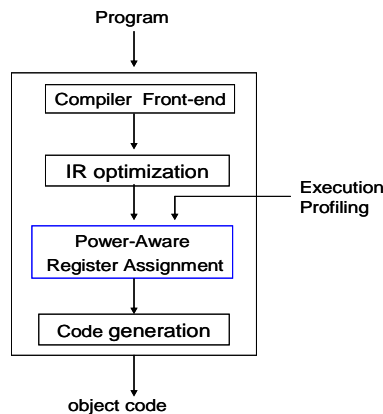 Program
Compiler Front-end
IR optimization
Execution
Profiling
Power-Aware
Register Assignment
Code generation
object code